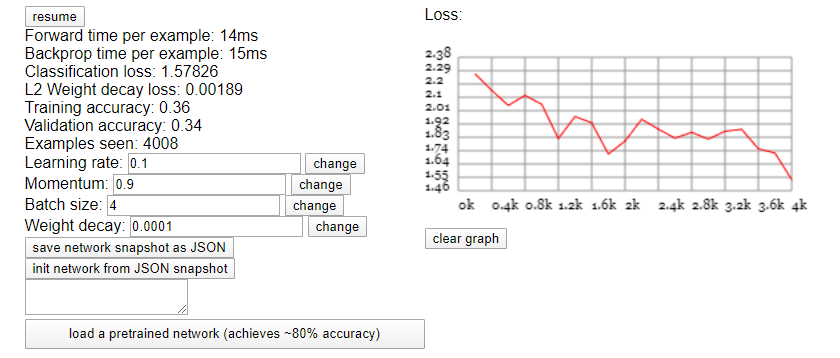 resume
Forward time per example: 14ms
Backprop time per example: 15ms
Classification loss: 1.57826
L2 Weight decay loss: 0.00189
Training accuracy: 0.36
Validation accuracy: 0.34
Examples seen: 4008
Learning rate: 0.1 change
Momentum: 0.9 change
Batch size: 4 change
Weight decay: 0.0001 change
save network snapshot as JSON
init network from JSON snapshot
load a pretrained network (achieves ~80% accuracy)
Loss:
2.38
2.29
2.2
2.1
2.01
1.92
1.83
1.74
1.64
1.55
1.46
0k 0.4k 0.8k 1.2k 1.6k 2k 2.4k 2.8k 3.2k 3.6k 4k
clear graph